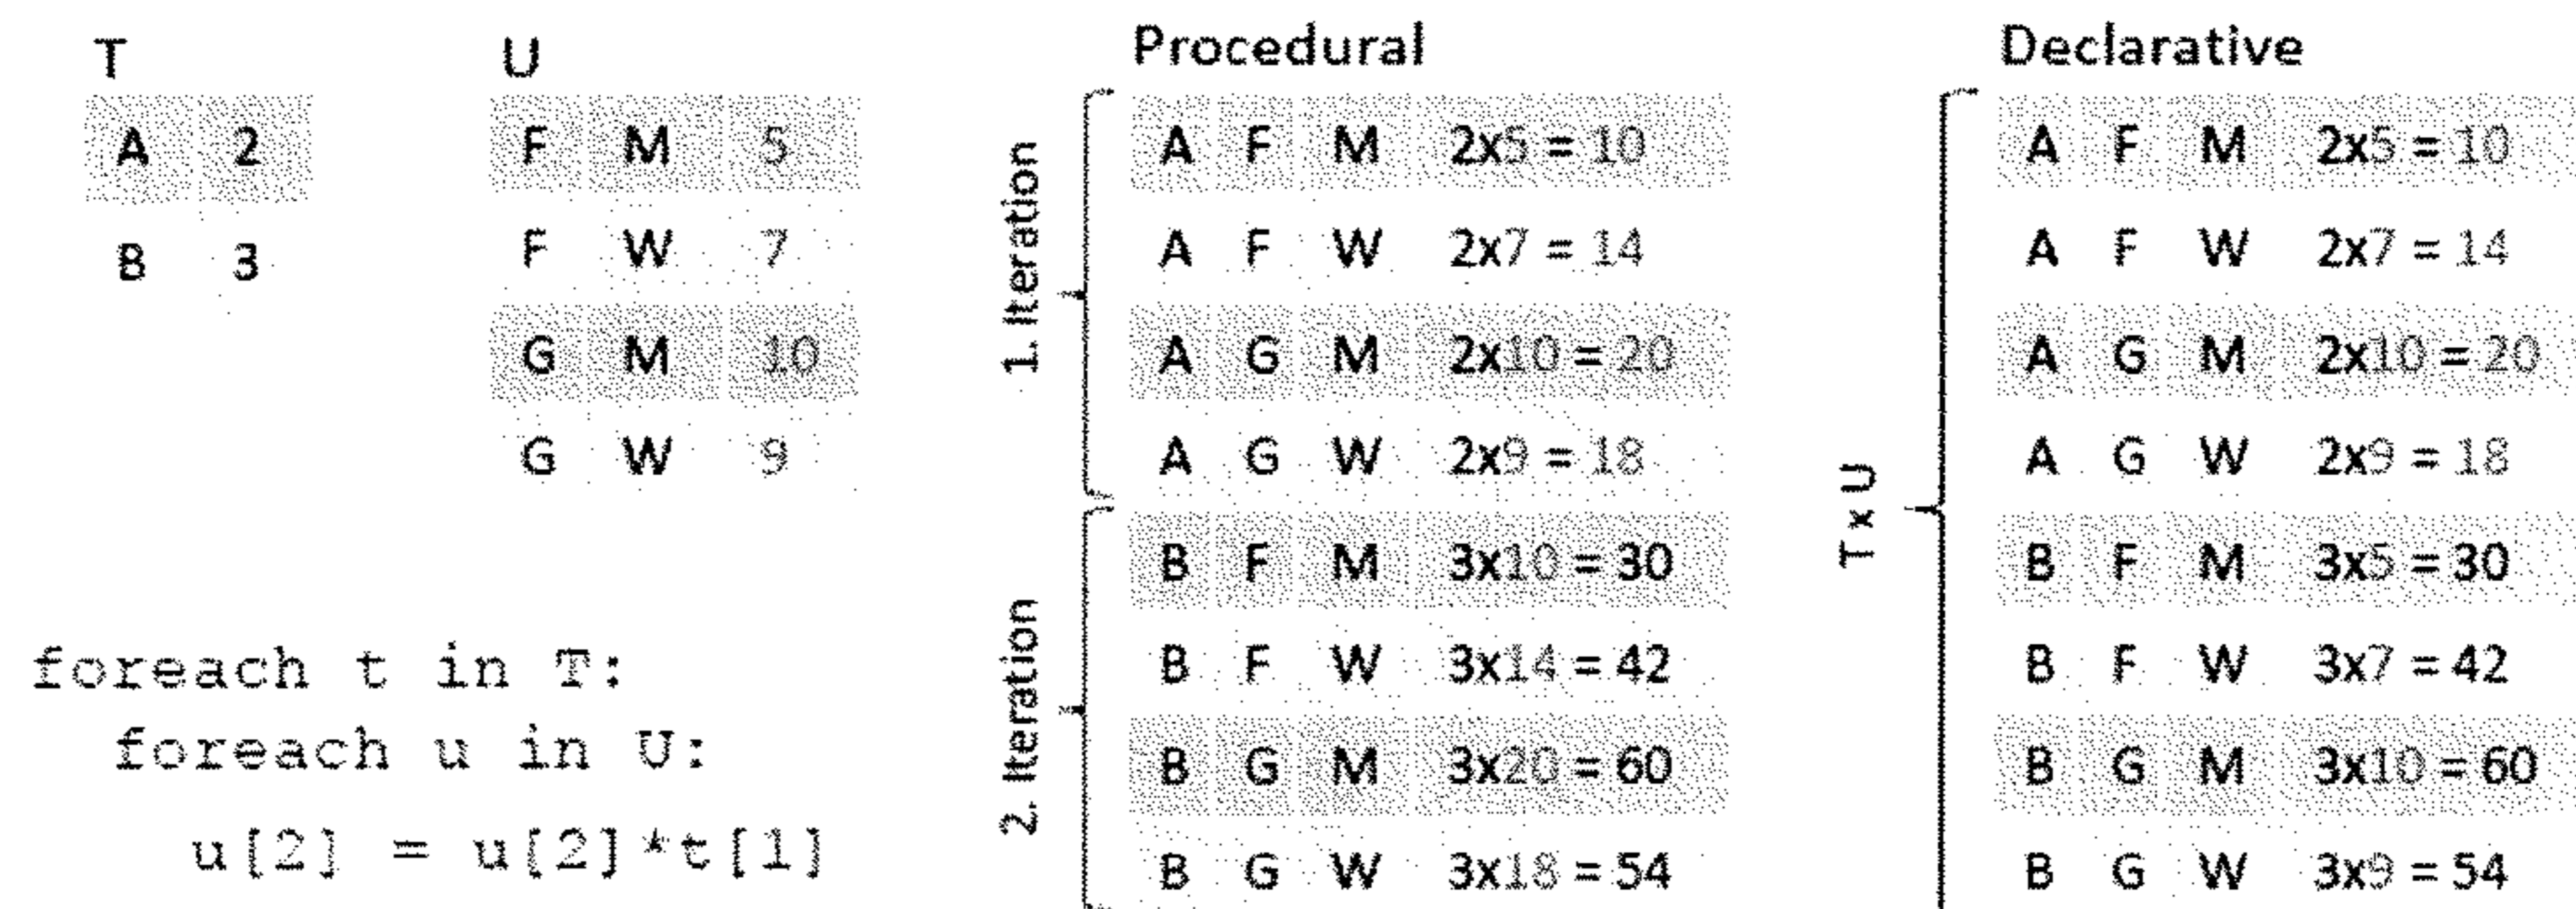 T
A 2
B 3
U
F M 5
F W 7
G M 10
G W 9
foreach t in T:
foreach u in U:
u[2] = u[2]*t[1]
Procedural
1. Iteration
A F M 2x5 = 10
A F W 2x7 = 14
A G M 2x10 = 20
A G W 2x9 = 18
2. Iteration
B F M 3x10 = 30
B F W 3x14 = 42
B G M 3x20 = 60
B G W 3x18 = 54
Declarative
T x U
A F M 2x5 = 10
A F W 2x7 = 14
A G M 2x10 = 20
A G W 2x9 = 18
B F M 3x5 = 30
B F W 3x7 = 42
B G M 3x10 = 60
B G W 3x9 = 54